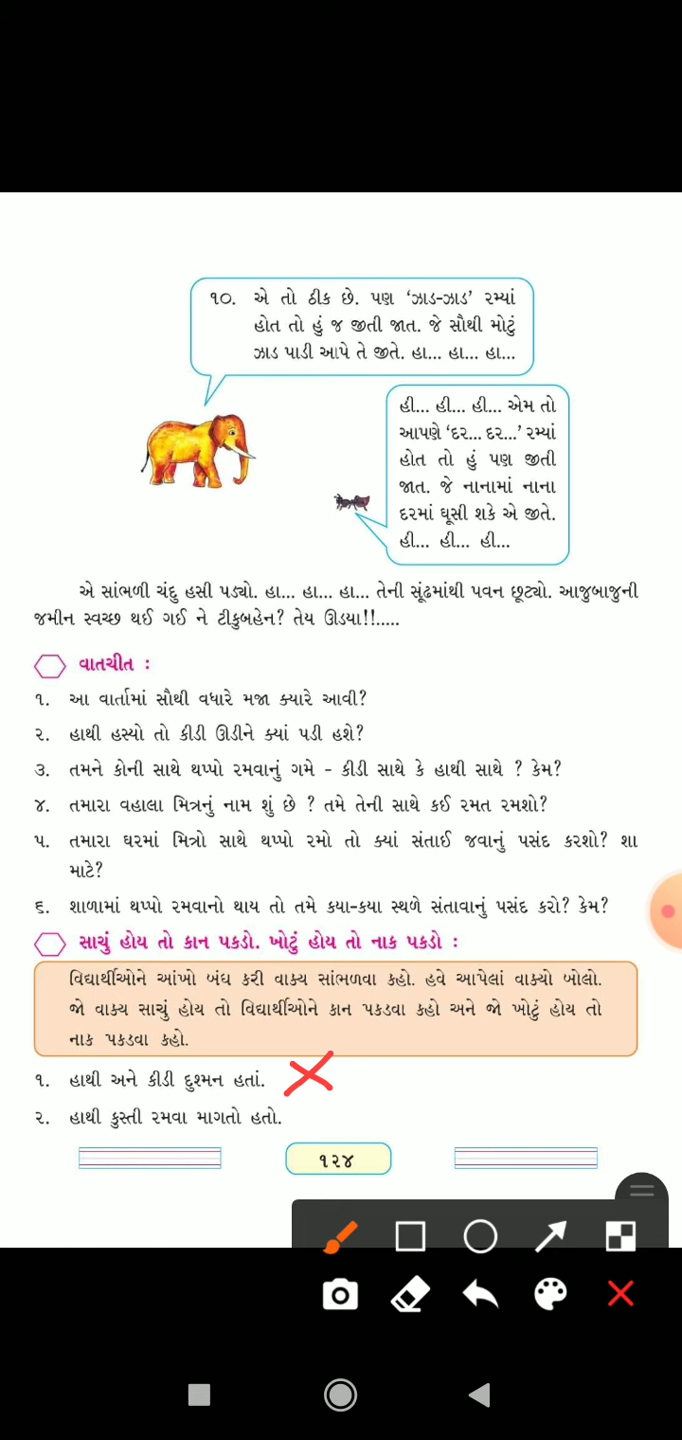 ૧૦. એ તો ઠીક છે. પણ ‘ઝાડ-ઝાડ’ રમ્યાં
હોત તો હું જ જીતી જાત. જે સૌથી મોટું
ઝાડ પાડી આપે તે જીતે. હા... હા... હા...
હી... હી... હી... એમ તો
આપણે ‘દર... દર...’ રમ્યાં
હોત તો હું પણ જીતી
જાત. જે નાનામાં નાના
દરમાં ઘૂસી શકે એ જીતે.
હી... હી... હી...
એ સાંભળી ચંદુ હસી પડ્યો. હા... હા... હા... તેની સૂંઢમાંથી પવન છૂટ્યો. આજુબાજુની
જમીન સ્વચ્છ થઈ ગઈ ને ટીકુબહેન? તેય ઊડયા!!.....
વાતચીત :
૧. આ વાર્તામાં સૌથી વધારે મજા ક્યારે આવી?
૨. હાથી હસ્યો તો કીડી ઊડીને ક્યાં પડી હશે?
૩. તમને કોની સાથે થપ્પો રમવાનું ગમે - કીડી સાથે કે હાથી સાથે ? કેમ?
૪. તમારા વહાલા મિત્રનું નામ શું છે ? તમે તેની સાથે કઈ રમત રમશો?
૫. તમારા ઘરમાં મિત્રો સાથે થપ્પો રમો તો ક્યાં સંતાઈ જવાનું પસંદ કરશો? શા
માટે?
૬. શાળામાં થપ્પો રમવાનો થાય તો તમે કયા-કયા સ્થળે સંતાવાનું પસંદ કરો? કેમ?
સાચું હોય તો કાન પકડો. ખોટું હોય તો નાક પકડો :
વિદ્યાર્થીઓને આંખો બંધ કરી વાક્ય સાંભળવા કહો. હવે આપેલાં વાક્યો બોલો.
જો વાક્ય સાચું હોય તો વિદ્યાર્થીઓને કાન પકડવા કહો અને જો ખોટું હોય તો
નાક પકડવા કહો.
૧. હાથી અને કીડી દુશ્મન હતાં.
૨. હાથી કુસ્તી રમવા માગતો હતો.
૧૨૪